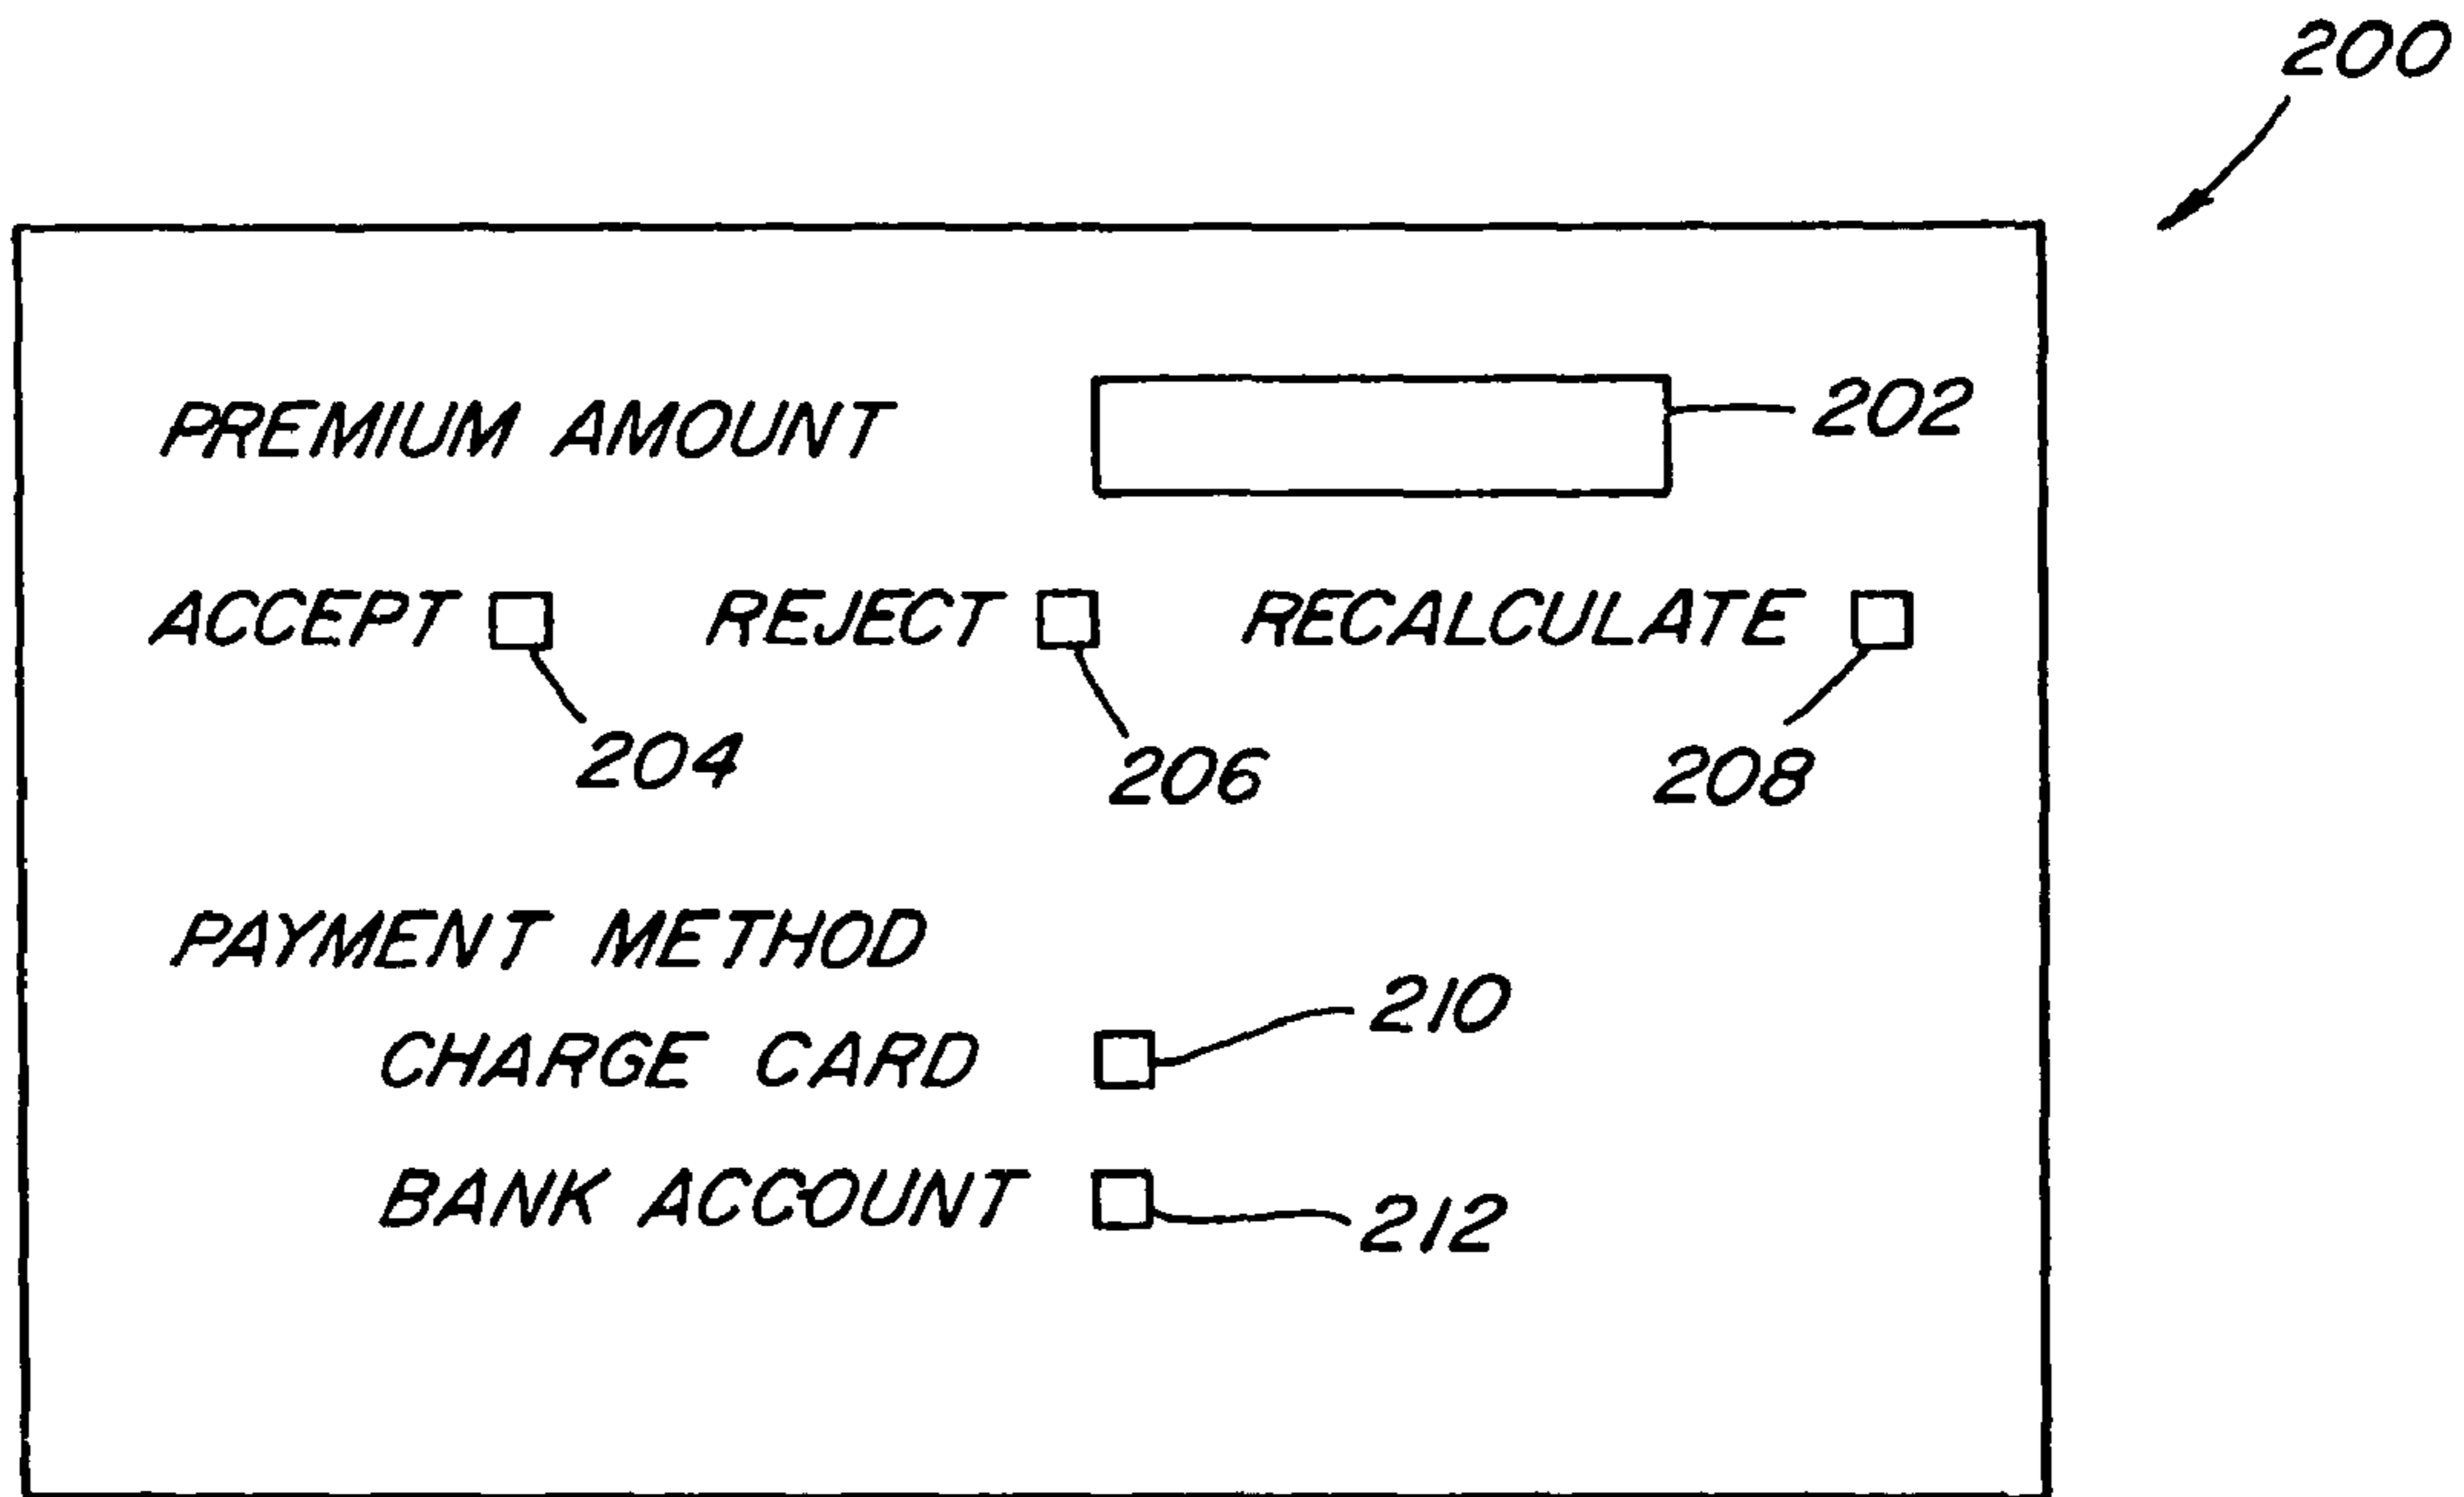 200
PREMIUM AMOUNT 202
ACCEPT REJECT RECALCULATE
204 206 208
PAYMENT METHOD
210
CHARGE CARD
BANK ACCOUNT 212